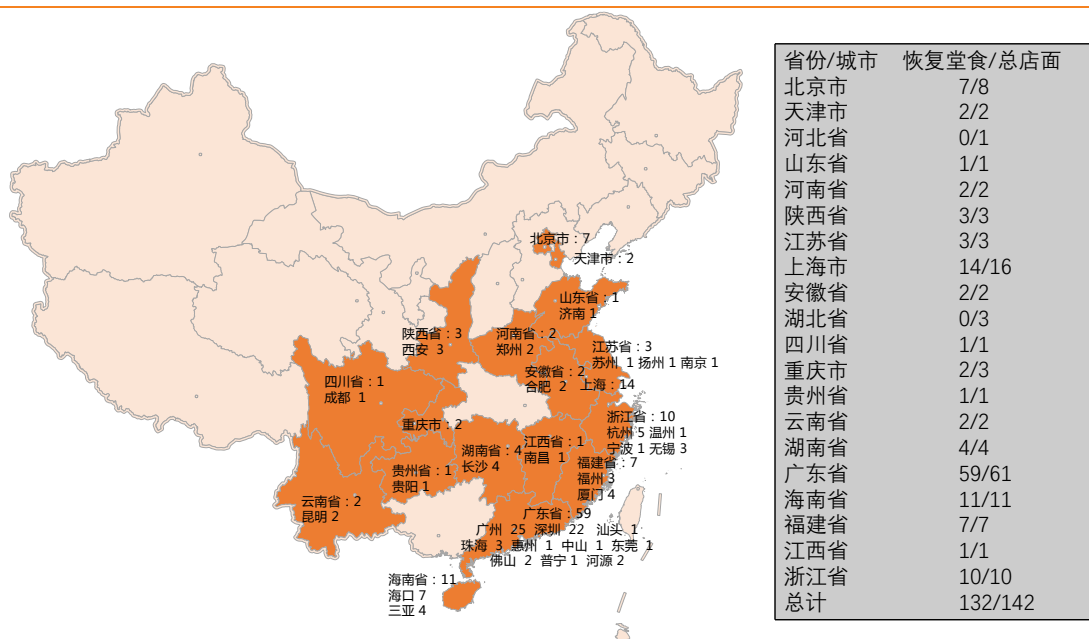 北京市：7
天津市：2
山东省：1
济南 1
陕西省：3
西安 3
河南省：2
郑州 2
江苏省：3
苏州 1 扬州 1 南京 1
安徽省：2
合肥 2
上海：14
四川省：1
成都 1
重庆市：2
浙江省：10
杭州 5 温州 1
宁波 1 无锡 3
湖南省：4
长沙 4
江西省：1
南昌 1
贵州省：1
贵阳 1
福建省：7
福州 3
厦门 4
云南省：2
昆明 2
广东省：59
广州 25 深圳 22 汕头 1
珠海 3 惠州 1 中山 1 东莞 1
佛山 2 普宁 1 河源 2
海南省：11
海口 7
三亚 4
省份/城市 恢复堂食/总店面
北京市 7/8
天津市 2/2
河北省 0/1
山东省 1/1
河南省 2/2
陕西省 3/3
江苏省 3/3
上海市 14/16
安徽省 2/2
湖北省 0/3
四川省 1/1
重庆市 2/3
贵州省 1/1
云南省 2/2
湖南省 4/4
广东省 59/61
海南省 11/11
福建省 7/7
江西省 1/1
浙江省 10/10
总计 132/142